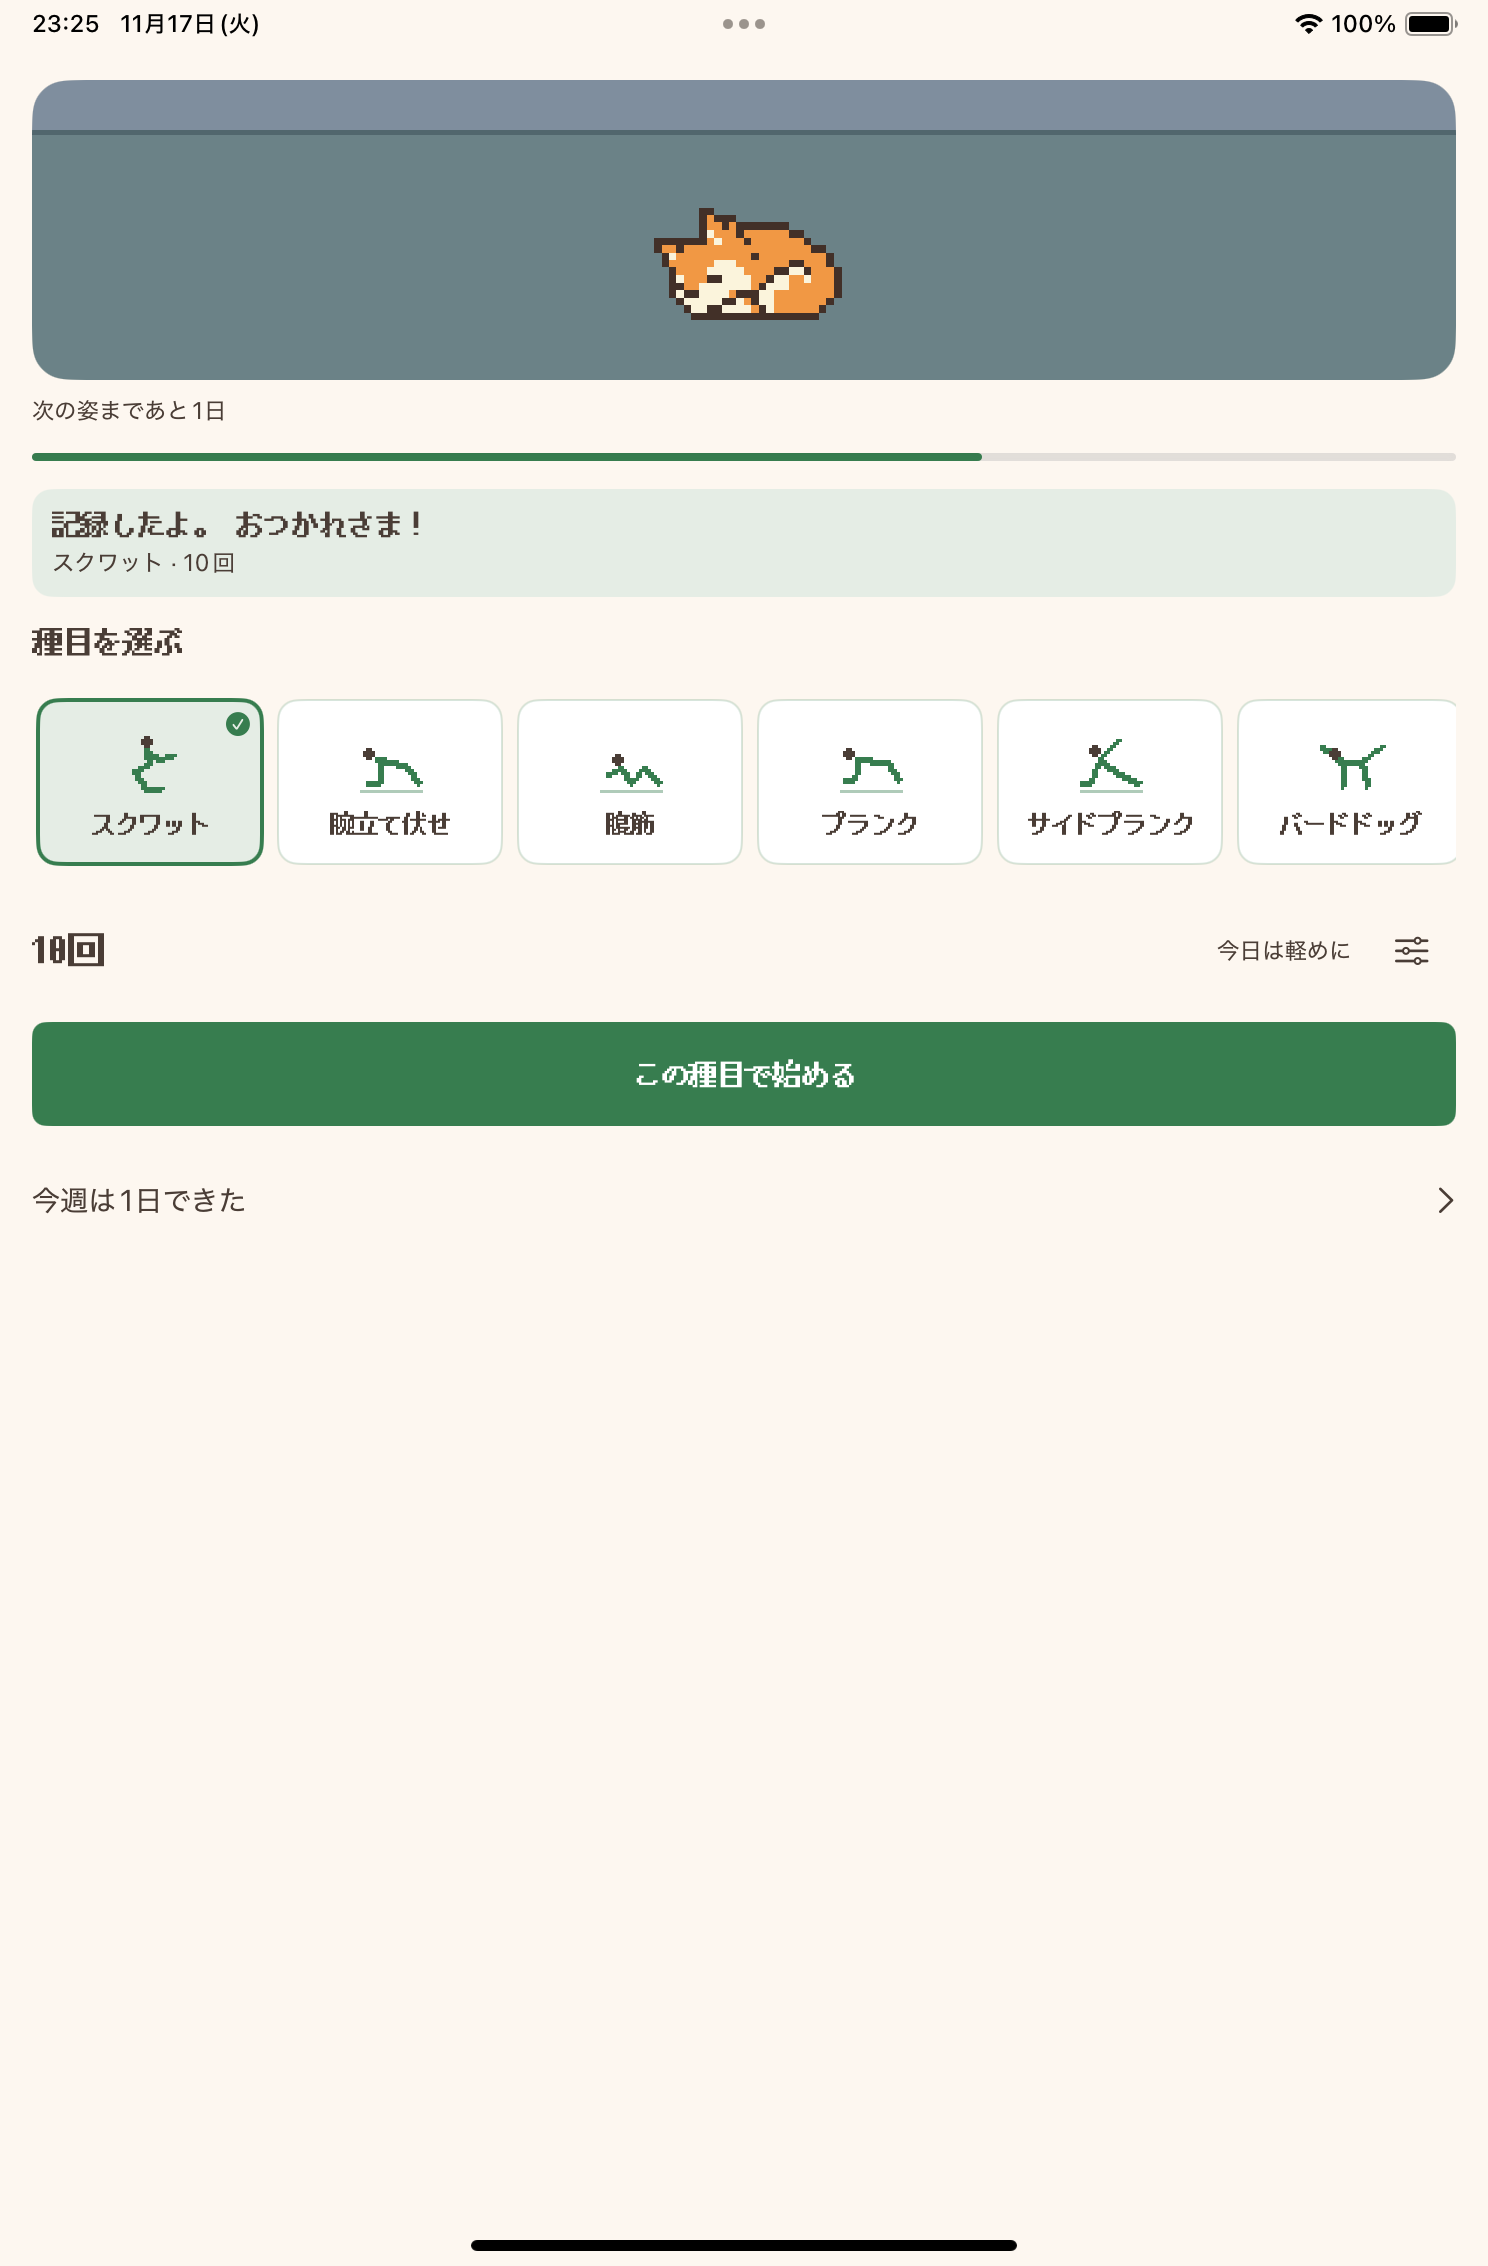 23:25 11月17日(火)
100%
次の姿まであと1日
記録したよ。 おつかれさま！
スクワット · 10回
種目を選ぶ
スクワット
腕立て伏せ
腹筋
プランク
サイドプランク
バードドッグ
10回
今日は軽めに
この種目で始める
今週は1日できた